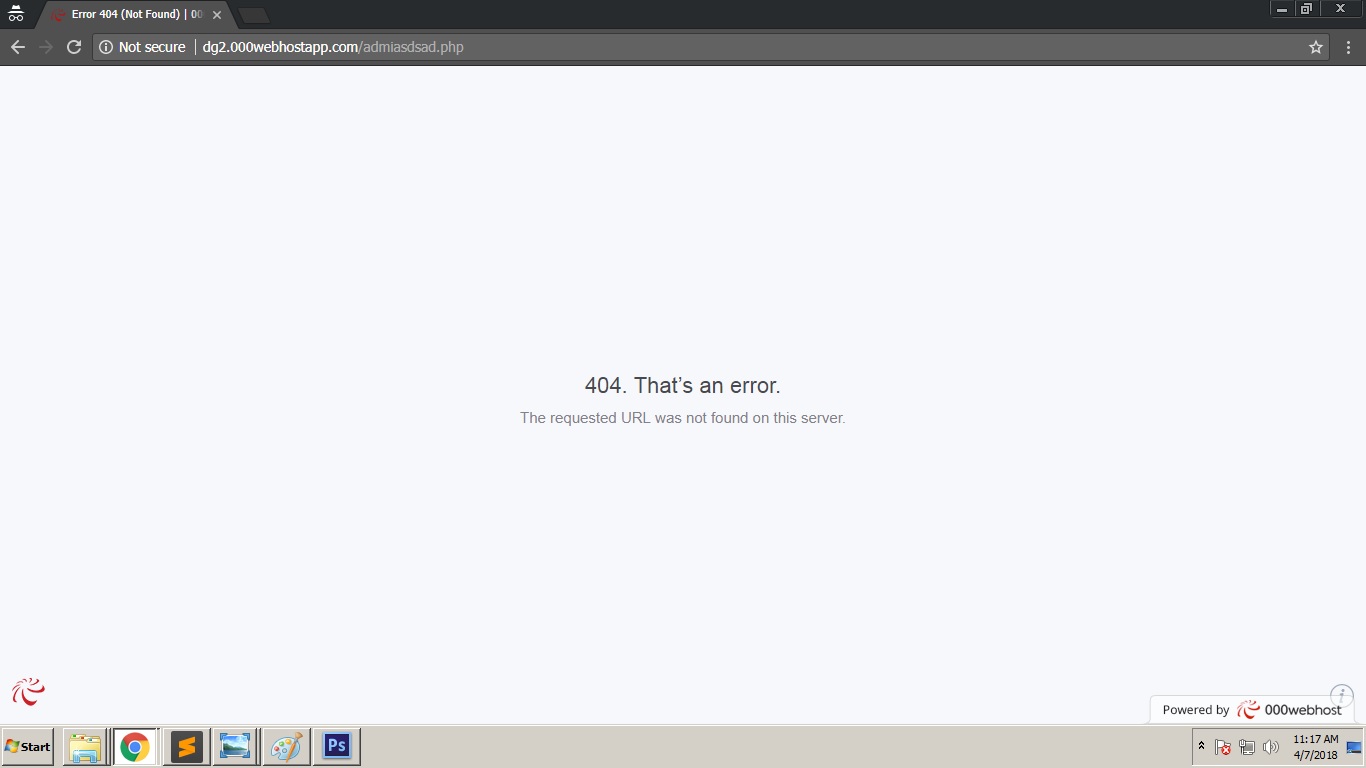 Error 404 (Not Found) | 00
Not secure
dg2.000webhostapp.com/admiasdsad.php
404. That’s an error.
The requested URL was not found on this server.
Powered by 000webhost
Start
Ps
11:17 AM
4/7/2018